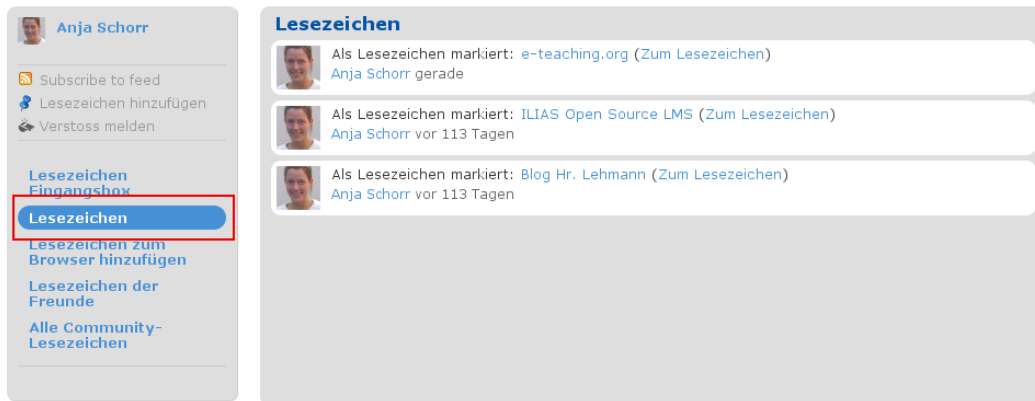 Anja Schorr
Subscribe to feed
Lesezeichen hinzufügen
Verstoss melden
Lesezeichen
Eingangsbox
Lesezeichen
Lesezeichen zum
Browser hinzufügen
Lesezeichen der
Freunde
Alle Community-
Lesezeichen
Lesezeichen
Als Lesezeichen markiert: e-teaching.org (Zum Lesezeichen)
Anja Schorr gerade
Als Lesezeichen markiert: ILIAS Open Source LMS (Zum Lesezeichen)
Anja Schorr vor 113 Tagen
Als Lesezeichen markiert: Blog Hr. Lehmann (Zum Lesezeichen)
Anja Schorr vor 113 Tagen